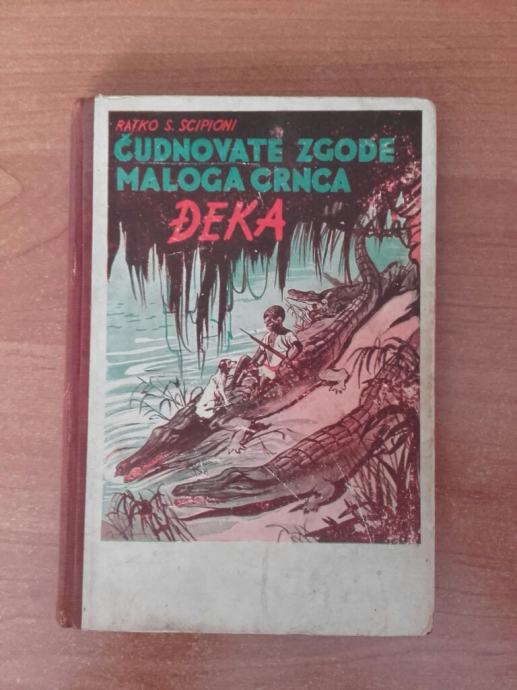 RATKO S. SCIPIONI
ČUDNOVATE ZGODE
MALOGA CRNCA
ĐEKA